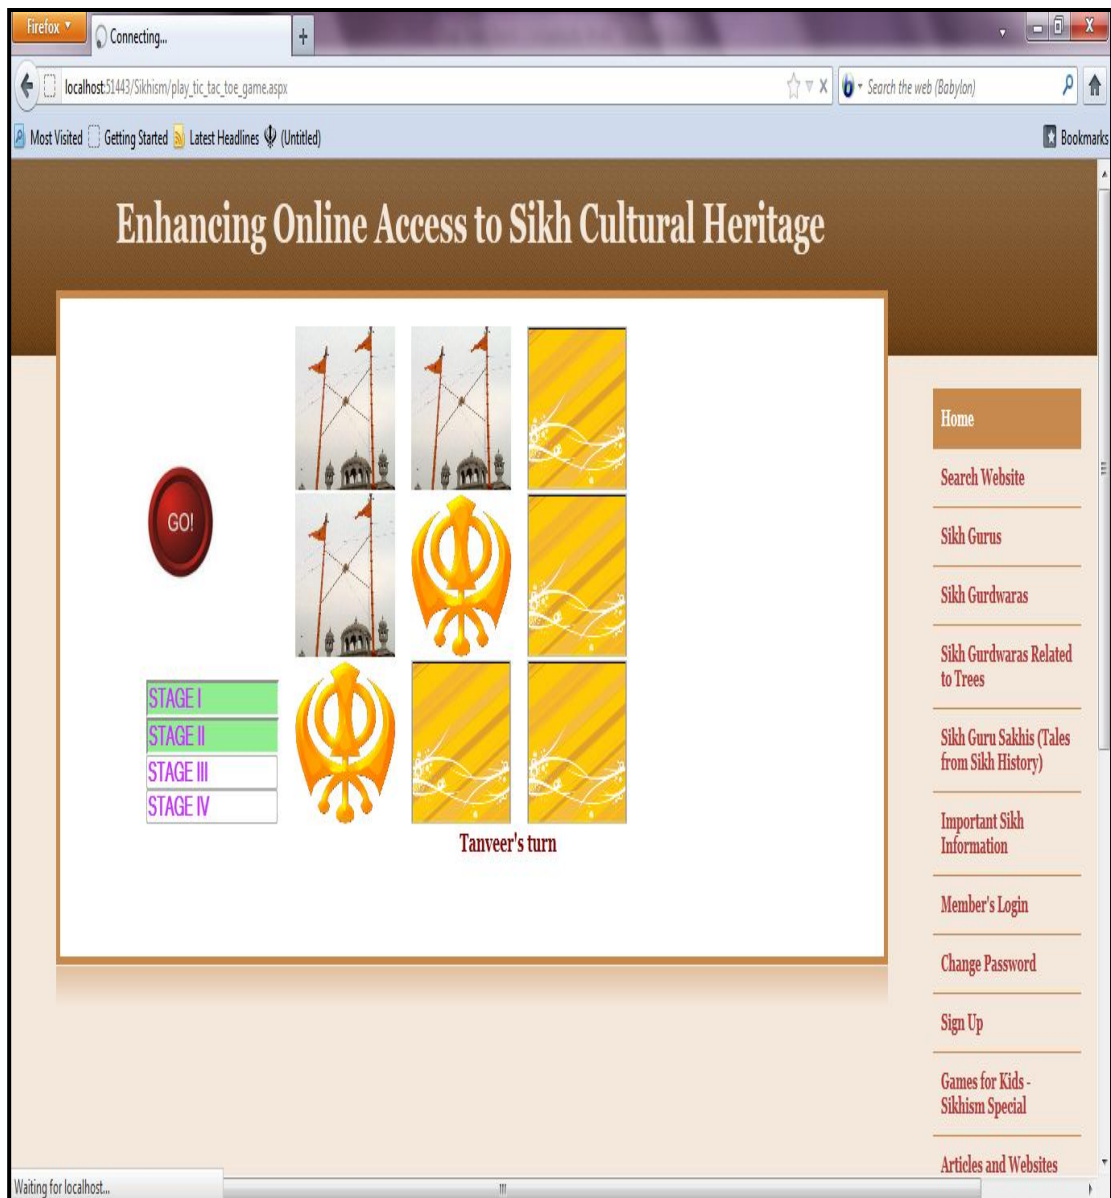 Firefox
Connecting...
localhost:51443/Sikhism/play_tic_tac_toe_game.aspx
Search the web (Babylon)
Most Visited Getting Started Latest Headlines (Untitled)
Bookmarks
Enhancing Online Access to Sikh Cultural Heritage
GO!
STAGE I
STAGE II
STAGE III
STAGE IV
Tanveer's turn
Home
Search Website
Sikh Gurus
Sikh Gurdwaras
Sikh Gurdwaras Related
to Trees
Sikh Guru Sakhis (Tales
from Sikh History)
Important Sikh
Information
Member's Login
Change Password
Sign Up
Games for Kids -
Sikhism Special
Articles and Websites
Waiting for localhost...